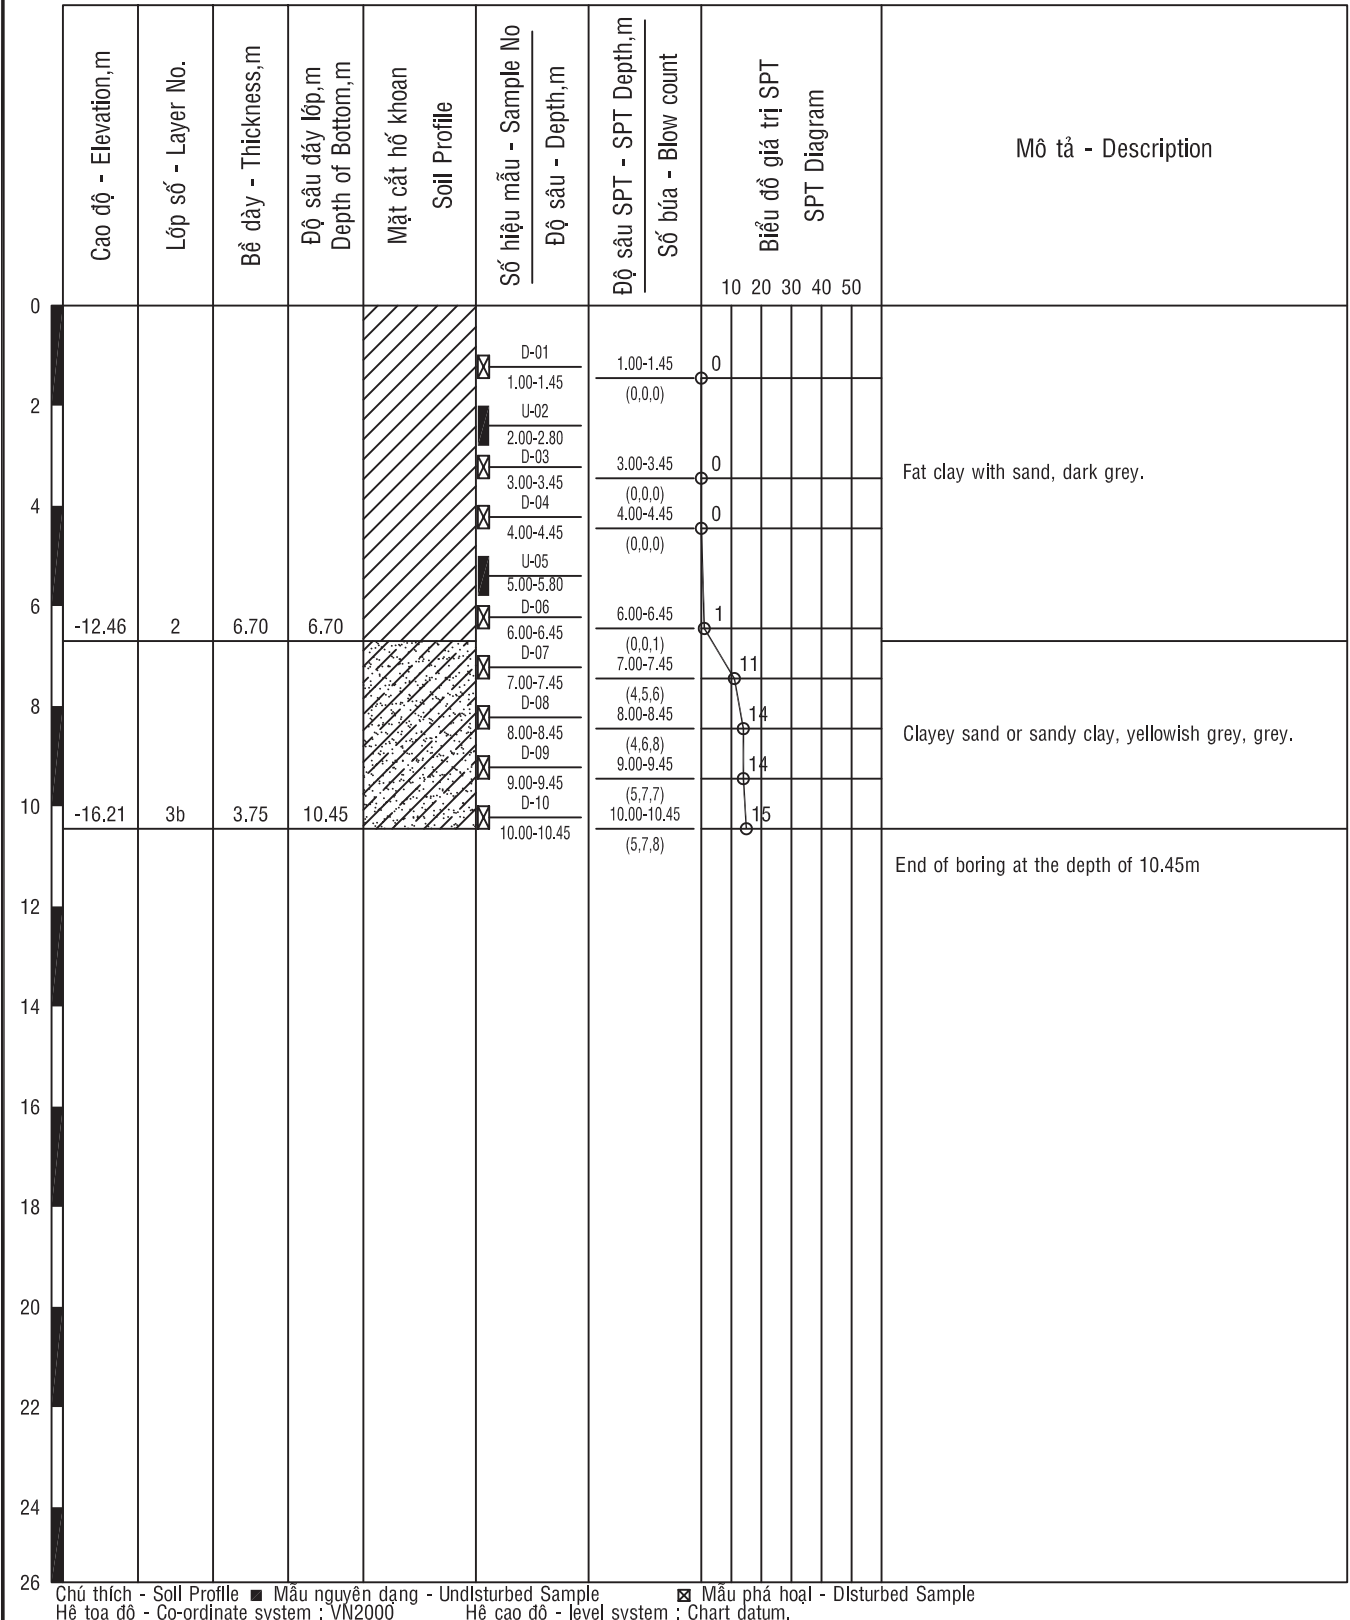 Cao độ - Elevation,m
Lớp số - Layer No.
Bề dày - Thickness,m
Độ sâu đáy lớp,m
Depth of Bottom,m
Mặt cắt hố khoan
Soil Profile
Số hiệu mẫu - Sample No
Độ sâu - Depth,m
Độ sâu SPT - SPT Depth,m
Số búa - Blow count
Biểu đồ giá trị SPT
SPT Diagram
10 20 30 40 50
Mô tả - Description
0
D-01
1.00-1.45
1.00-1.45
(0,0,0)
0
2
U-02
2.00-2.80
D-03
3.00-3.45
3.00-3.45
(0,0,0)
0
Fat clay with sand, dark grey.
4
D-04
4.00-4.45
4.00-4.45
(0,0,0)
0
U-05
5.00-5.80
6
D-06
6.00-6.45
6.00-6.45
(0,0,1)
1
-12.46 2 6.70 6.70
D-07
7.00-7.45
7.00-7.45
(4,5,6)
11
8
D-08
8.00-8.45
8.00-8.45
(4,6,8)
14
Clayey sand or sandy clay, yellowish grey, grey.
D-09
9.00-9.45
9.00-9.45
(5,7,7)
14
10
-16.21 3b 3.75 10.45
D-10
10.00-10.45
10.00-10.45
(5,7,8)
15
End of boring at the depth of 10.45m
12
14
16
18
20
22
24
26
Chú thích - Soil Profile Mẫu nguyên dạng - Undisturbed Sample Mẫu phá hoại - Disturbed Sample
Hệ tọa độ - Co-ordinate system : VN2000 Hệ cao độ - level system : Chart datum.